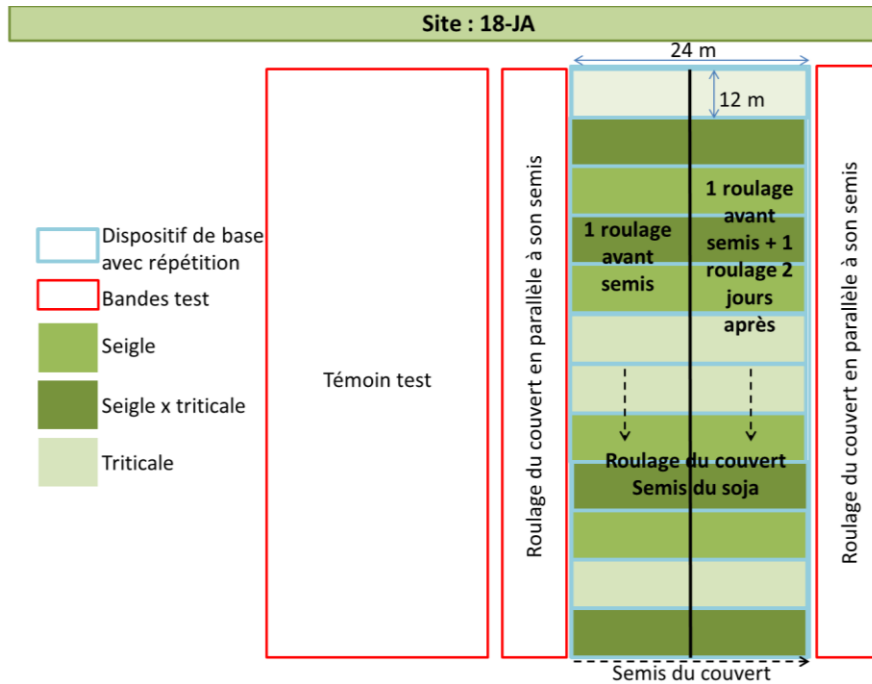 Site : 18-JA
24 m
12 m
Dispositif de base
avec répétition
Bandes test
Seigle
Seigle x triticale
Triticale
Témoin test
Roulage du couvert en parallèle à son semis
1 roulage
avant
semis
1 roulage
avant
semis + 1
roulage 2
jours
après
Roulage du couvert
Semis du soja
Roulage du couvert en parallèle à son semis
Semis du couvert